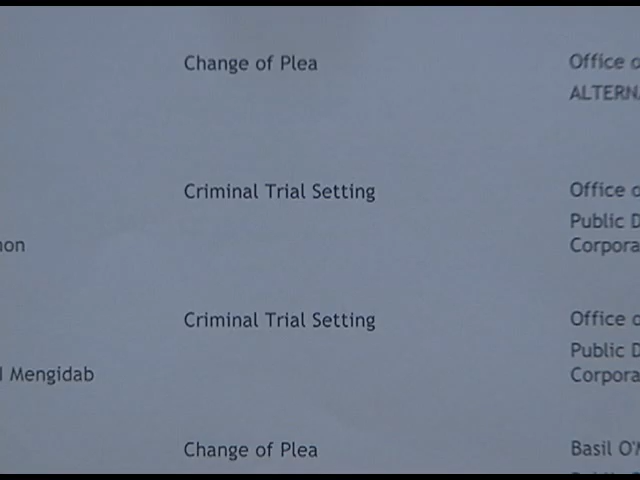 Change of Plea Office o
ALTERNA
Criminal Trial Setting Office o
Public D
non Corpora
Criminal Trial Setting Office o
Public D
l Mengidab Corpora
Change of Plea Basil O'M